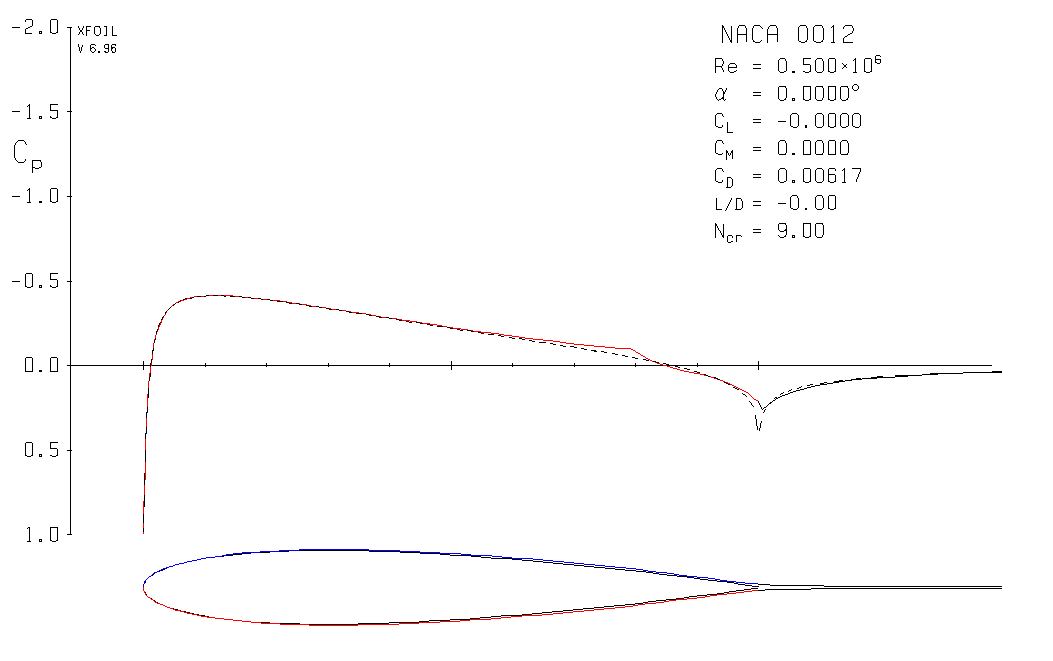 -2.0
XFOIL
V 6.96
-1.5
Cp
-1.0
-0.5
0.0
0.5
1.0
NACA 0012
Re = 0.500×10⁶
α = 0.0000°
C_L = -0.0000
C_M = 0.0000
C_D = 0.00617
L/D = -0.00
N_cr = 9.00